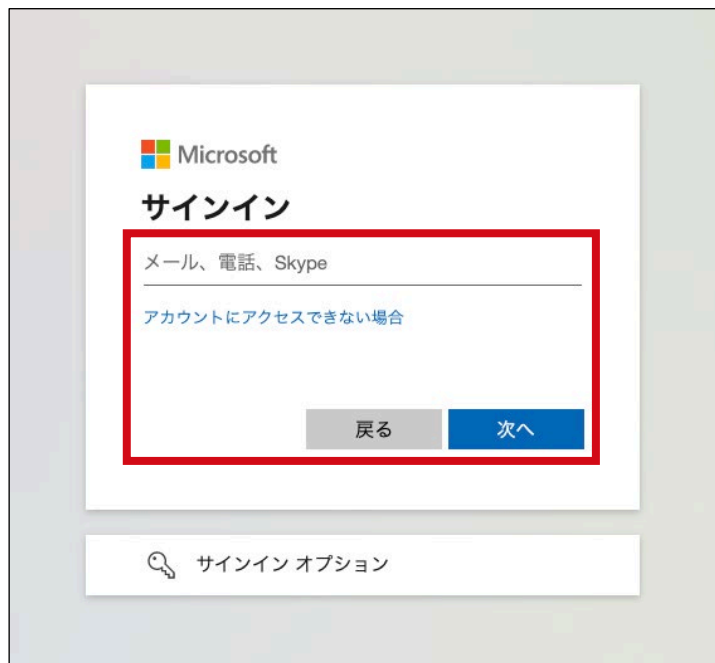 Microsoft
サインイン
メール、電話、Skype
アカウントにアクセスできない場合
戻る
次へ
サインイン オプション